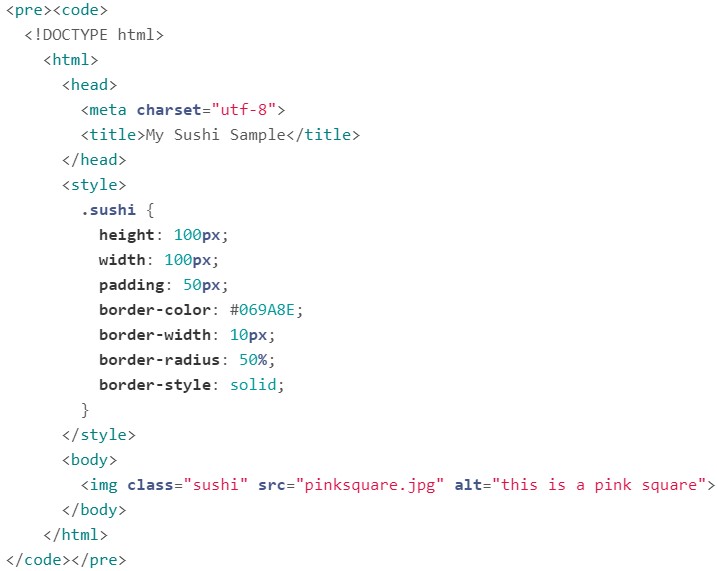 <pre><code>
<!DOCTYPE html>
<html>
<head>
<meta charset="utf-8">
<title>My Sushi Sample</title>
</head>
<style>
.sushi {
height: 100px;
width: 100px;
padding: 50px;
border-color: #069A8E;
border-width: 10px;
border-radius: 50%;
border-style: solid;
}
</style>
<body>
<img class="sushi" src="pinksquare.jpg" alt="this is a pink square">
</body>
</html>
</code></pre>